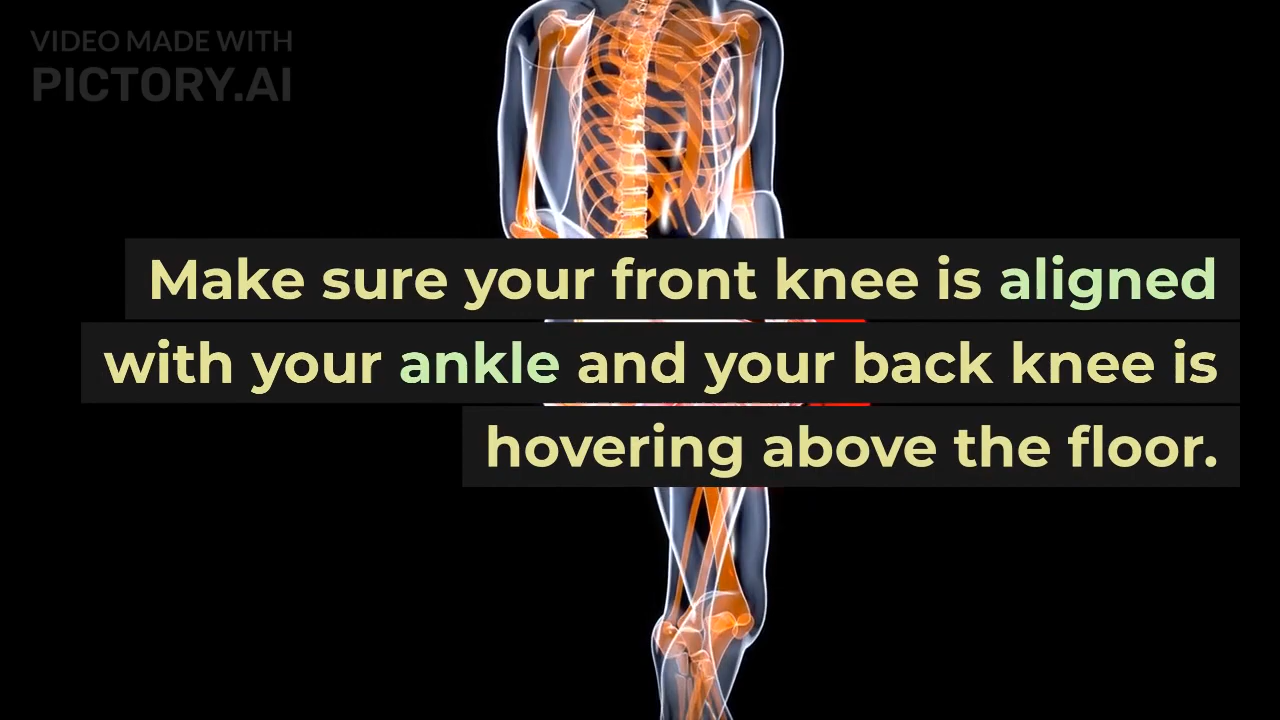 VIDEO MADE WITH
PICTORY.AI
Make sure your front knee is aligned
with your ankle and your back knee is
hovering above the floor.